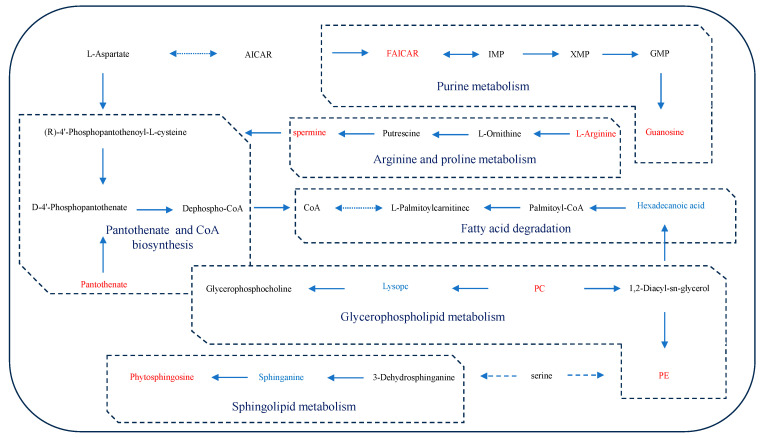 L-Aspartate
AICAR
FAICAR
IMP
XMP
GMP
Purine metabolism
(R)-4'-Phosphopantothenoyl-L-cysteine
spermine
Putrescine
L-Ornithine
L-Arginine
Guanosine
Arginine and proline metabolism
D-4'-Phosphopantothenate
Dephospho-CoA
CoA
L-Palmitoylcarnitinec
Palmitoyl-CoA
Hexadecanoic acid
Pantothenate and CoA
biosynthesis
Fatty acid degradation
Pantothenate
Glycerophosphocholine
Lysopc
PC
1,2-Diacyl-sn-glycerol
Glycerophospholipid metabolism
Phytosphingosine
Sphinganine
3-Dehydrosphinganine
serine
PE
Sphingolipid metabolism